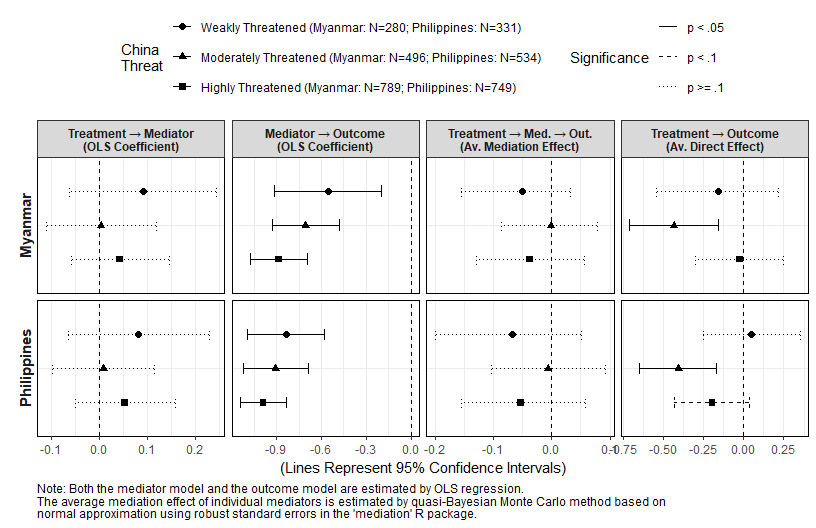 China
Threat
Weakly Threatened (Myanmar: N=280; Philippines: N=331)
Moderately Threatened (Myanmar: N=496; Philippines: N=534)
Highly Threatened (Myanmar: N=789; Philippines: N=749)
Significance
p < .05
p < .1
p >= .1
Treatment → Mediator
(OLS Coefficient)
Mediator → Outcome
(OLS Coefficient)
Treatment → Med. → Out.
(Av. Mediation Effect)
Treatment → Outcome
(Av. Direct Effect)
Myanmar
Philippines
-0.1 0.0 0.1 0.2
-0.9 -0.6 -0.3 0.0
-0.2 -0.1 0.0 0.1
-0.75 0.00 0.25
(Lines Represent 95% Confidence Intervals)
Note: Both the mediator model and the outcome model are estimated by OLS regression.
The average mediation effect of individual mediators is estimated by quasi-Bayesian Monte Carlo method based on
normal approximation using robust standard errors in the 'mediation' R package.